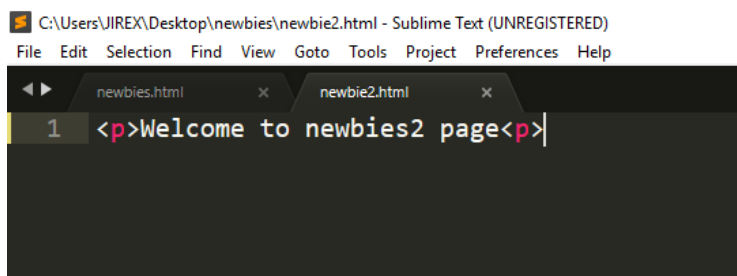 C:\Users\JIREX\Desktop\newbies\newbie2.html - Sublime Text (UNREGISTERED)
File Edit Selection Find View Goto Tools Project Preferences Help
newbies.html × newbie2.html ×
1 <p>Welcome to newbies2 page<p>